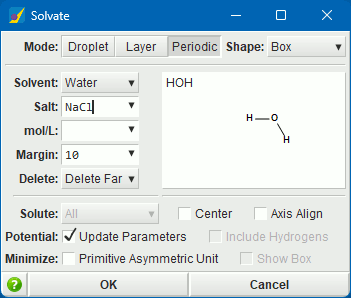 Solvate
Mode: Droplet Layer Periodic Shape: Box
Solvent: Water
HOH
Salt: NaCl
H O
H
mol/L:
Margin: 10
Delete: Delete Far
Solute: All Center Axis Align
Potential: Update Parameters Include Hydrogens
Minimize: Primitive Asymmetric Unit Show Box
? OK Cancel